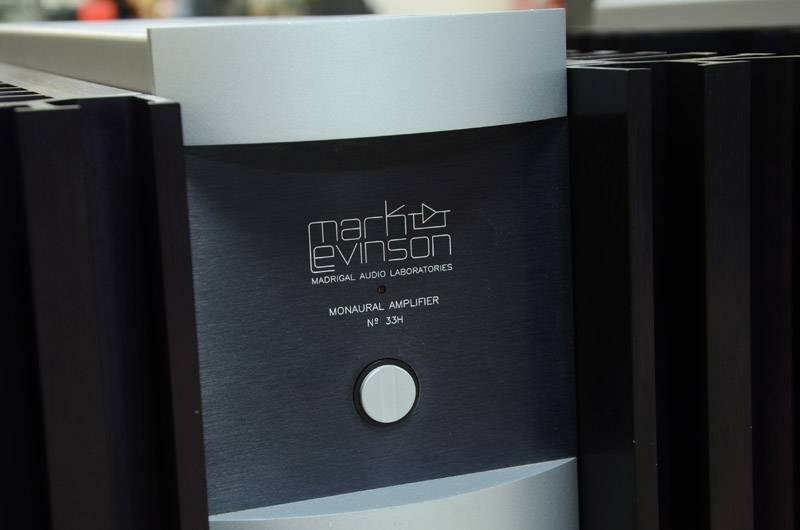 mark
Levinson
MADRIGAL AUDIO LABORATORIES
MONAURAL AMPLIFIER
Nº 33H